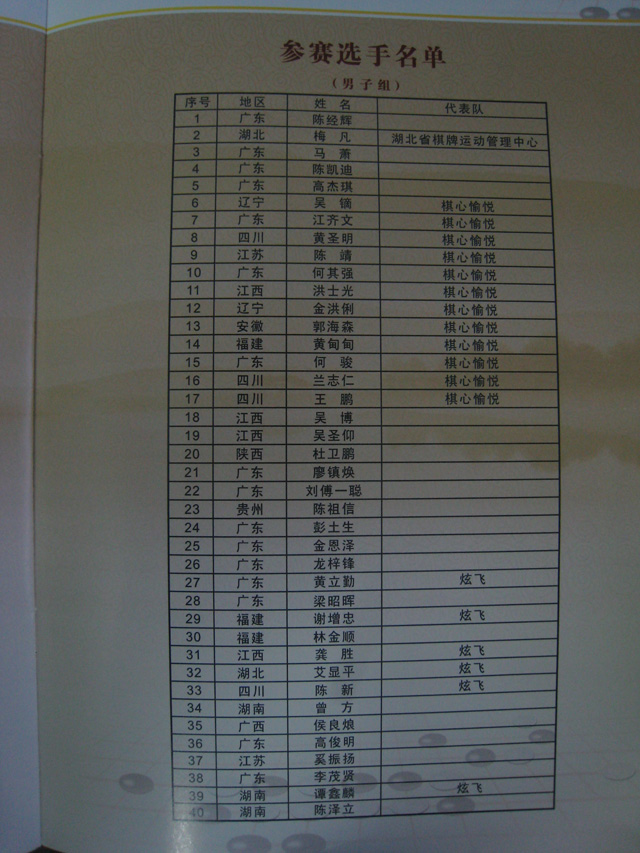 参赛选手名单
(男子组)
序号 地区 姓 名 代表队
1 广东 陈经辉
2 湖北 梅 凡 湖北省棋牌运动管理中心
3 广东 马 萧
4 广东 陈凯迪
5 广东 高杰琪
6 辽宁 吴 镝 棋心愉悦
7 广东 江齐文 棋心愉悦
8 四川 黄圣明 棋心愉悦
9 江苏 陈 靖 棋心愉悦
10 广东 何其强 棋心愉悦
11 江西 洪士光 棋心愉悦
12 辽宁 金洪俐 棋心愉悦
13 安徽 郭海森 棋心愉悦
14 福建 黄甸甸 棋心愉悦
15 广东 何 骏 棋心愉悦
16 四川 兰志仁 棋心愉悦
17 四川 王 鹏 棋心愉悦
18 江西 吴 博
19 江西 吴圣仰
20 陕西 杜卫鹏
21 广东 廖镇焕
22 广东 刘傅一聪
23 贵州 陈祖信
24 广东 彭土生
25 广东 金恩泽
26 广东 龙梓锋
27 广东 黄立勤 炫飞
28 广东 梁昭晖
29 福建 谢增忠 炫飞
30 福建 林金顺
31 江西 龚 胜 炫飞
32 湖北 艾显平 炫飞
33 四川 陈 新 炫飞
34 湖南 曾 方
35 广西 侯良烺
36 广东 高俊明
37 江苏 奚振扬
38 广东 李茂贤
39 湖南 谭鑫麟 炫飞
40 湖南 陈泽立